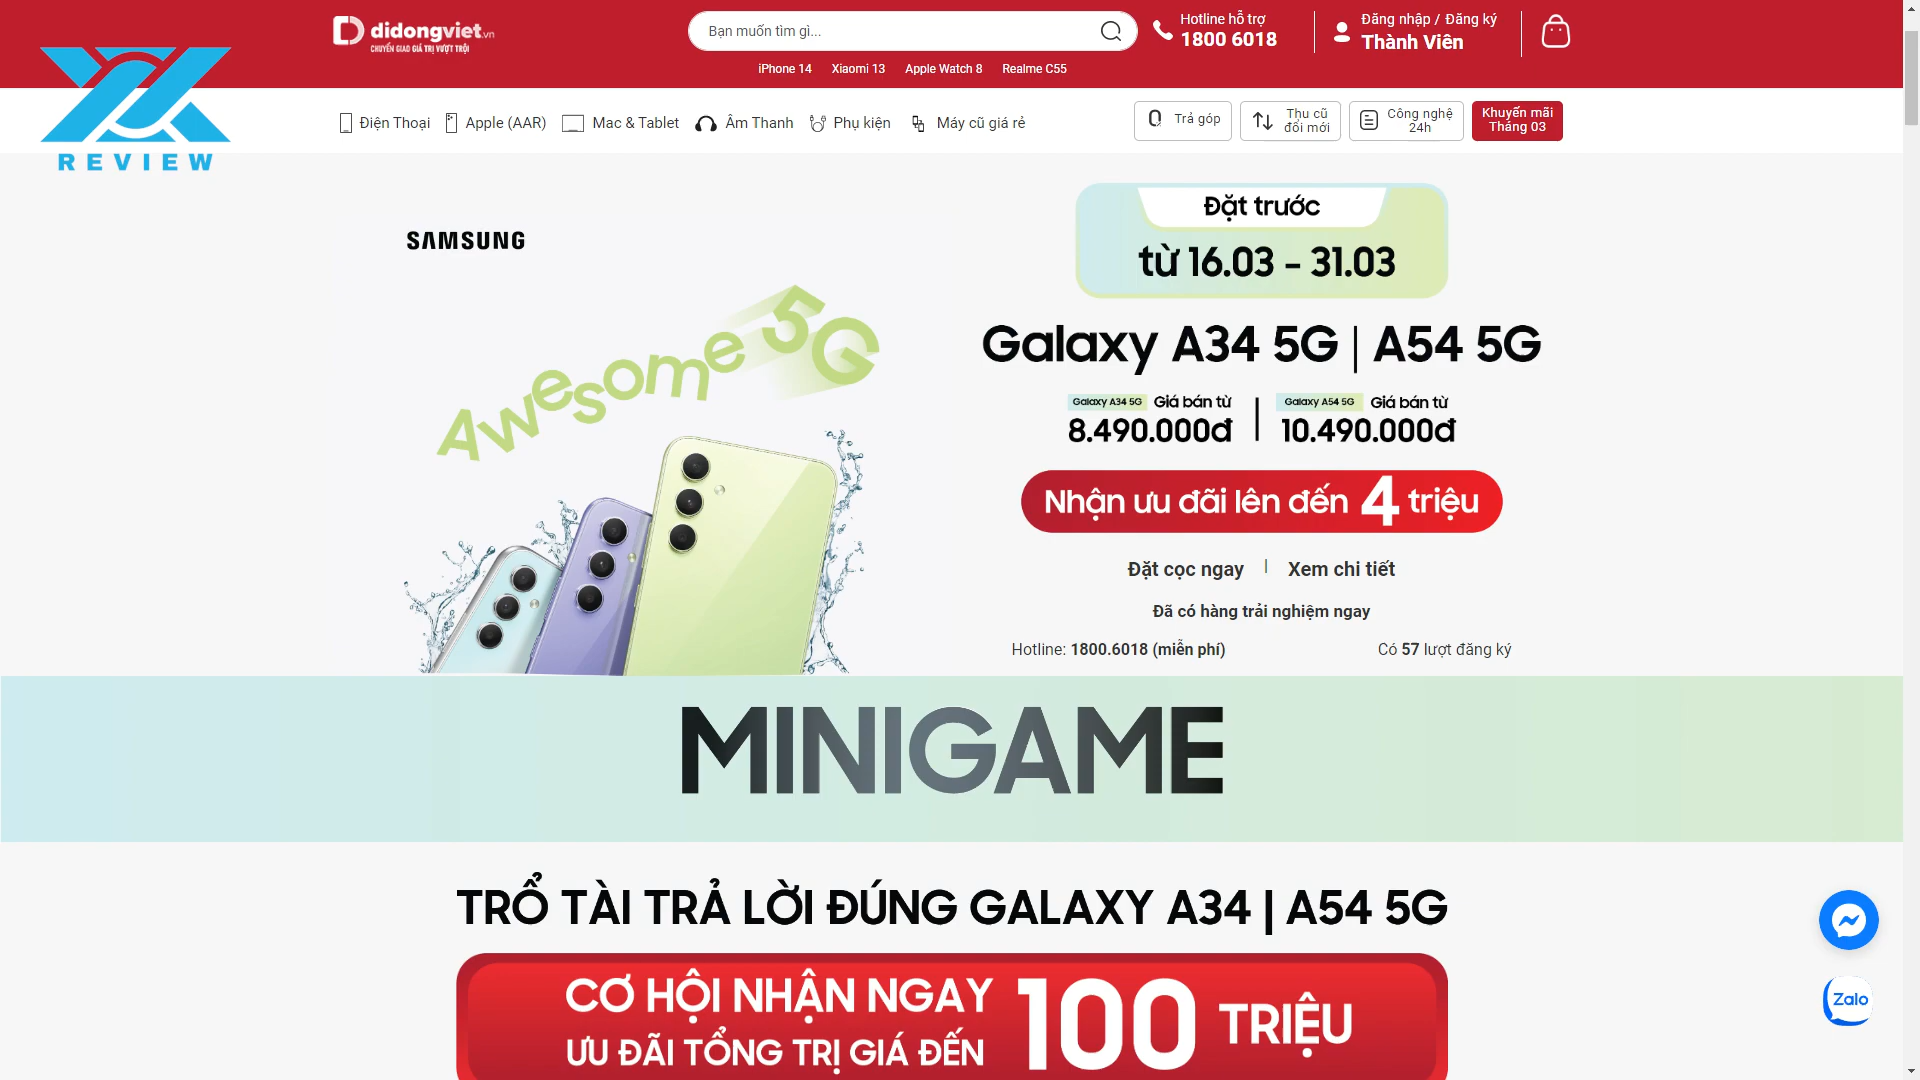 didongviet.vn
CHUYỂN GIAO GIÁ TRỊ VƯỢT TRỘI
Bạn muốn tìm gì...
Hotline hỗ trợ
1800 6018
Đăng nhập / Đăng ký
Thành Viên
iPhone 14
Xiaomi 13
Apple Watch 8
Realme C55
REVIEW
Điện Thoại
Apple (AAR)
Mac & Tablet
Âm Thanh
Phụ kiện
Máy cũ giá rẻ
Trả góp
Thu cũ
đổi mới
Công nghệ
24h
Khuyến mãi
Tháng 03
SAMSUNG
Awesome 5G
Đặt trước
từ 16.03 - 31.03
Galaxy A34 5G | A54 5G
Galaxy A34 5G Giá bán từ
8.490.000đ
Galaxy A54 5G Giá bán từ
10.490.000đ
Nhận ưu đãi lên đến 4 triệu
Đặt cọc ngay | Xem chi tiết
Đã có hàng trải nghiệm ngay
Hotline: 1800.6018 (miễn phí)
Có 57 lượt đăng ký
MINIGAME
TRỔ TÀI TRẢ LỜI ĐÚNG GALAXY A34 | A54 5G
CƠ HỘI NHẬN NGAY
ƯU ĐÃI TỔNG TRỊ GIÁ ĐẾN
100 TRIỆU
Zalo